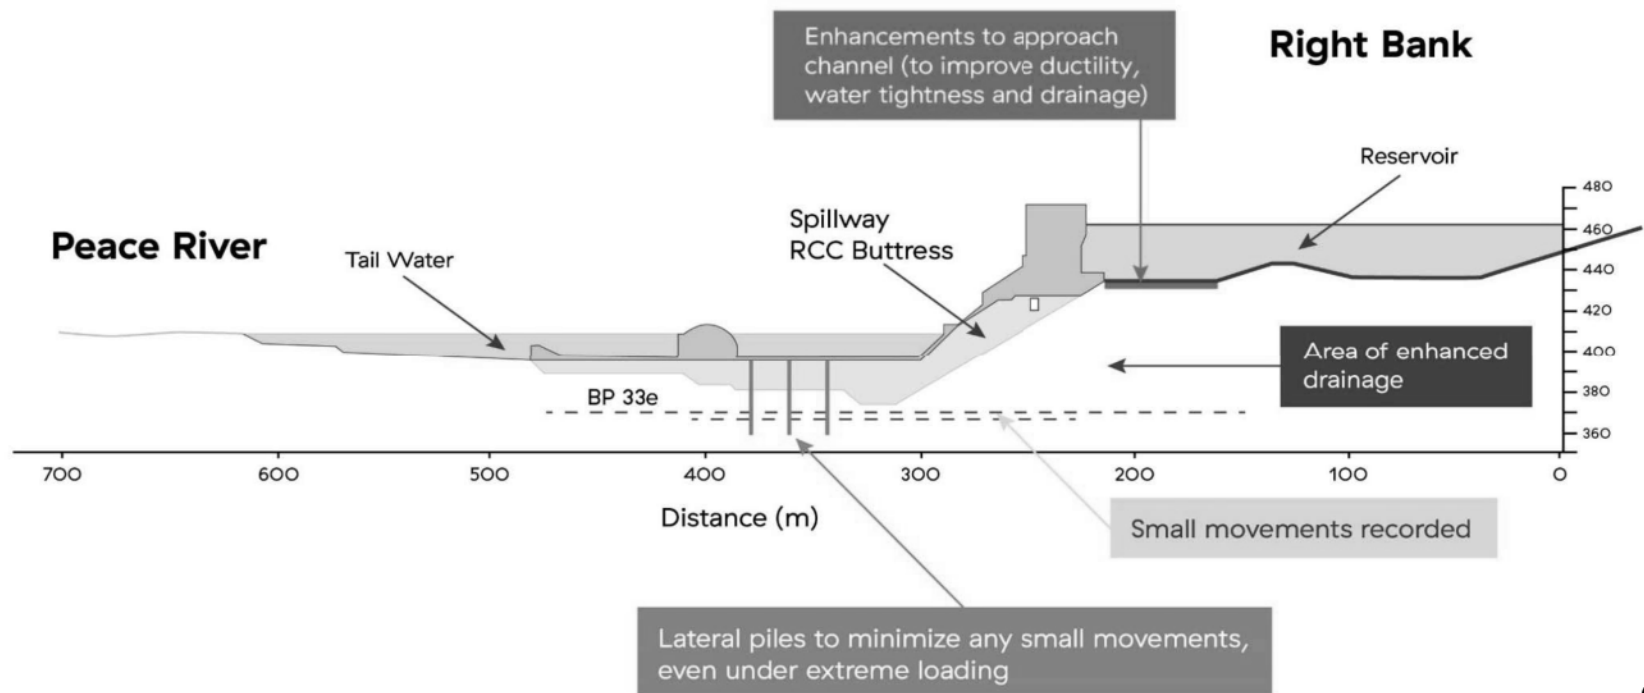 Enhancements to approach
channel (to improve ductility,
water tightness and drainage)
Right Bank
Reservoir
480
460
440
420
400
380
360
Spillway
RCC Buttress
Peace River
Tail Water
Area of enhanced
drainage
BP 33e
700 600 500 400 300 200 100 0
Distance (m)
Small movements recorded
Lateral piles to minimize any small movements,
even under extreme loading